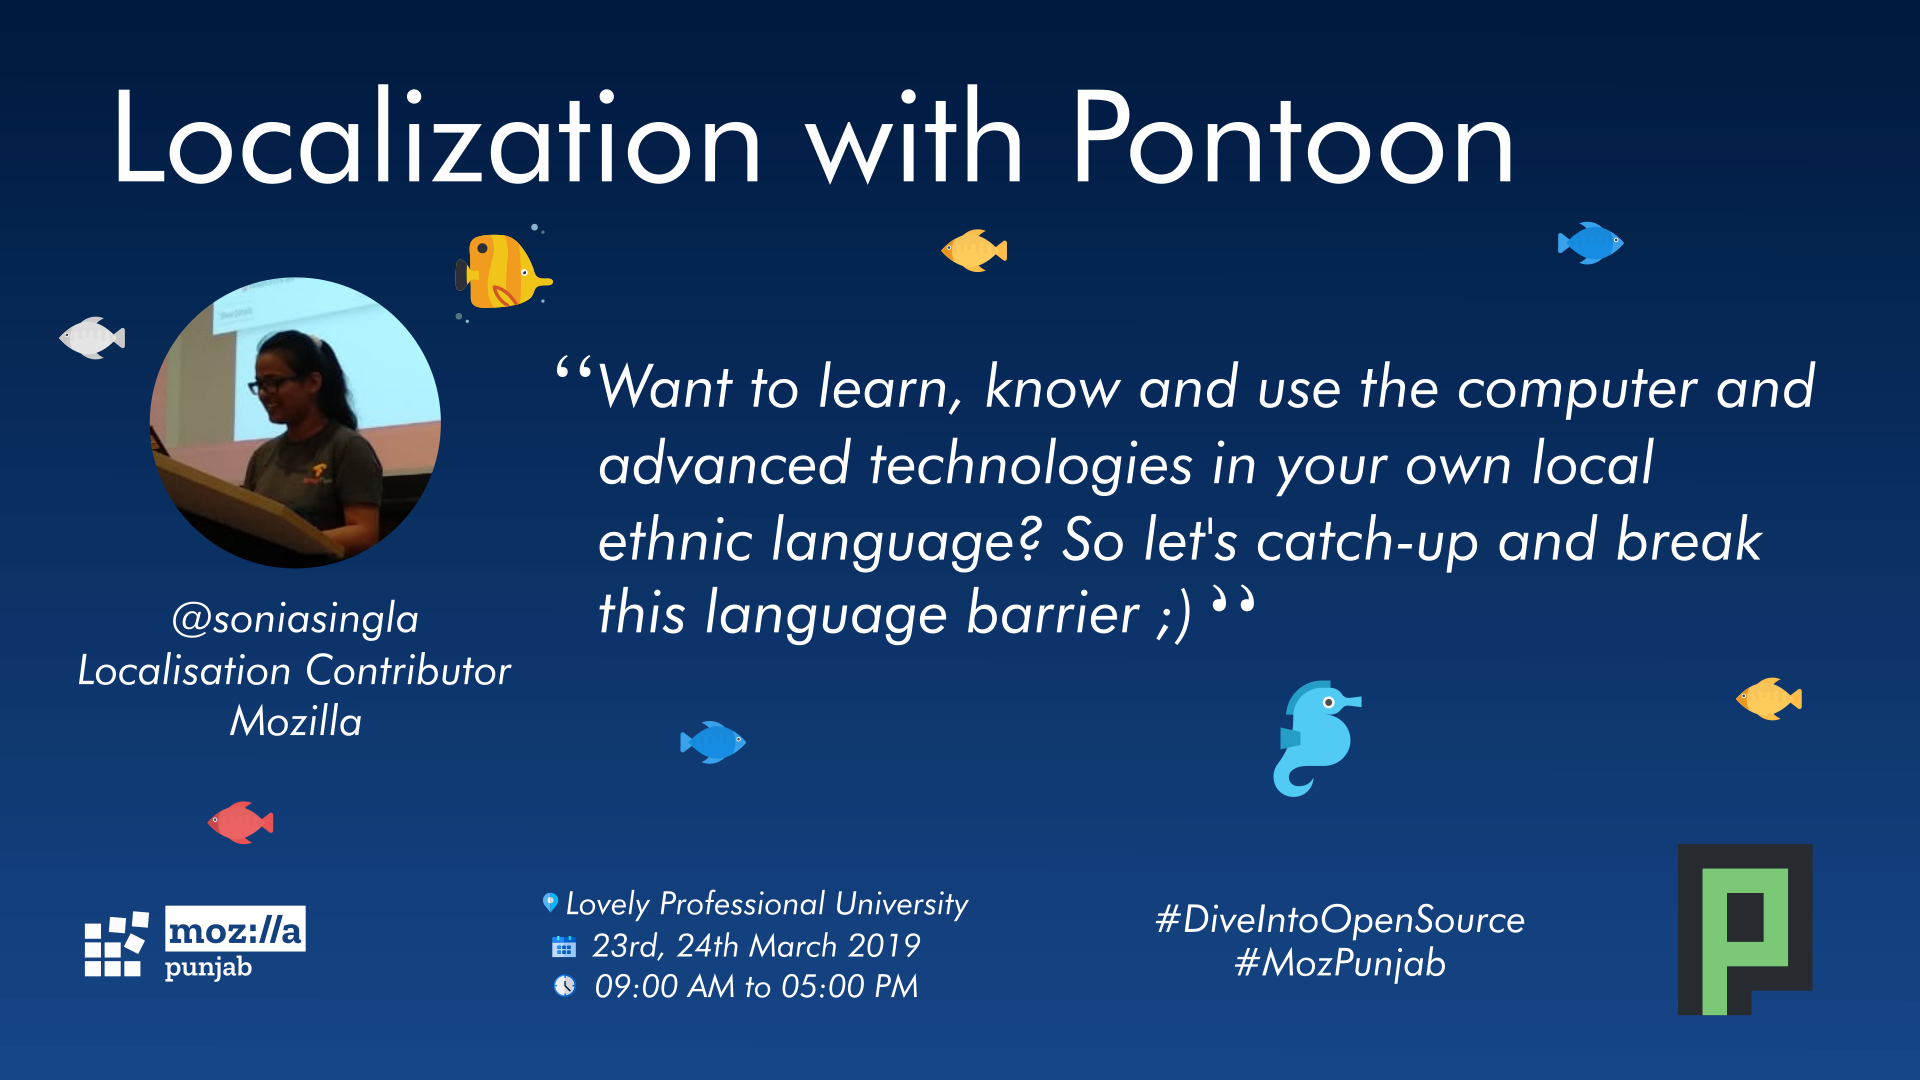 Localization with Pontoon
“Want to learn, know and use the computer and
advanced technologies in your own local
ethnic language? So let's catch-up and break
this language barrier ;)”
@soniasingla
Localisation Contributor
Mozilla
moz://a
punjab
Lovely Professional University
23rd, 24th March 2019
09:00 AM to 05:00 PM
#DiveIntoOpenSource
#MozPunjab
P